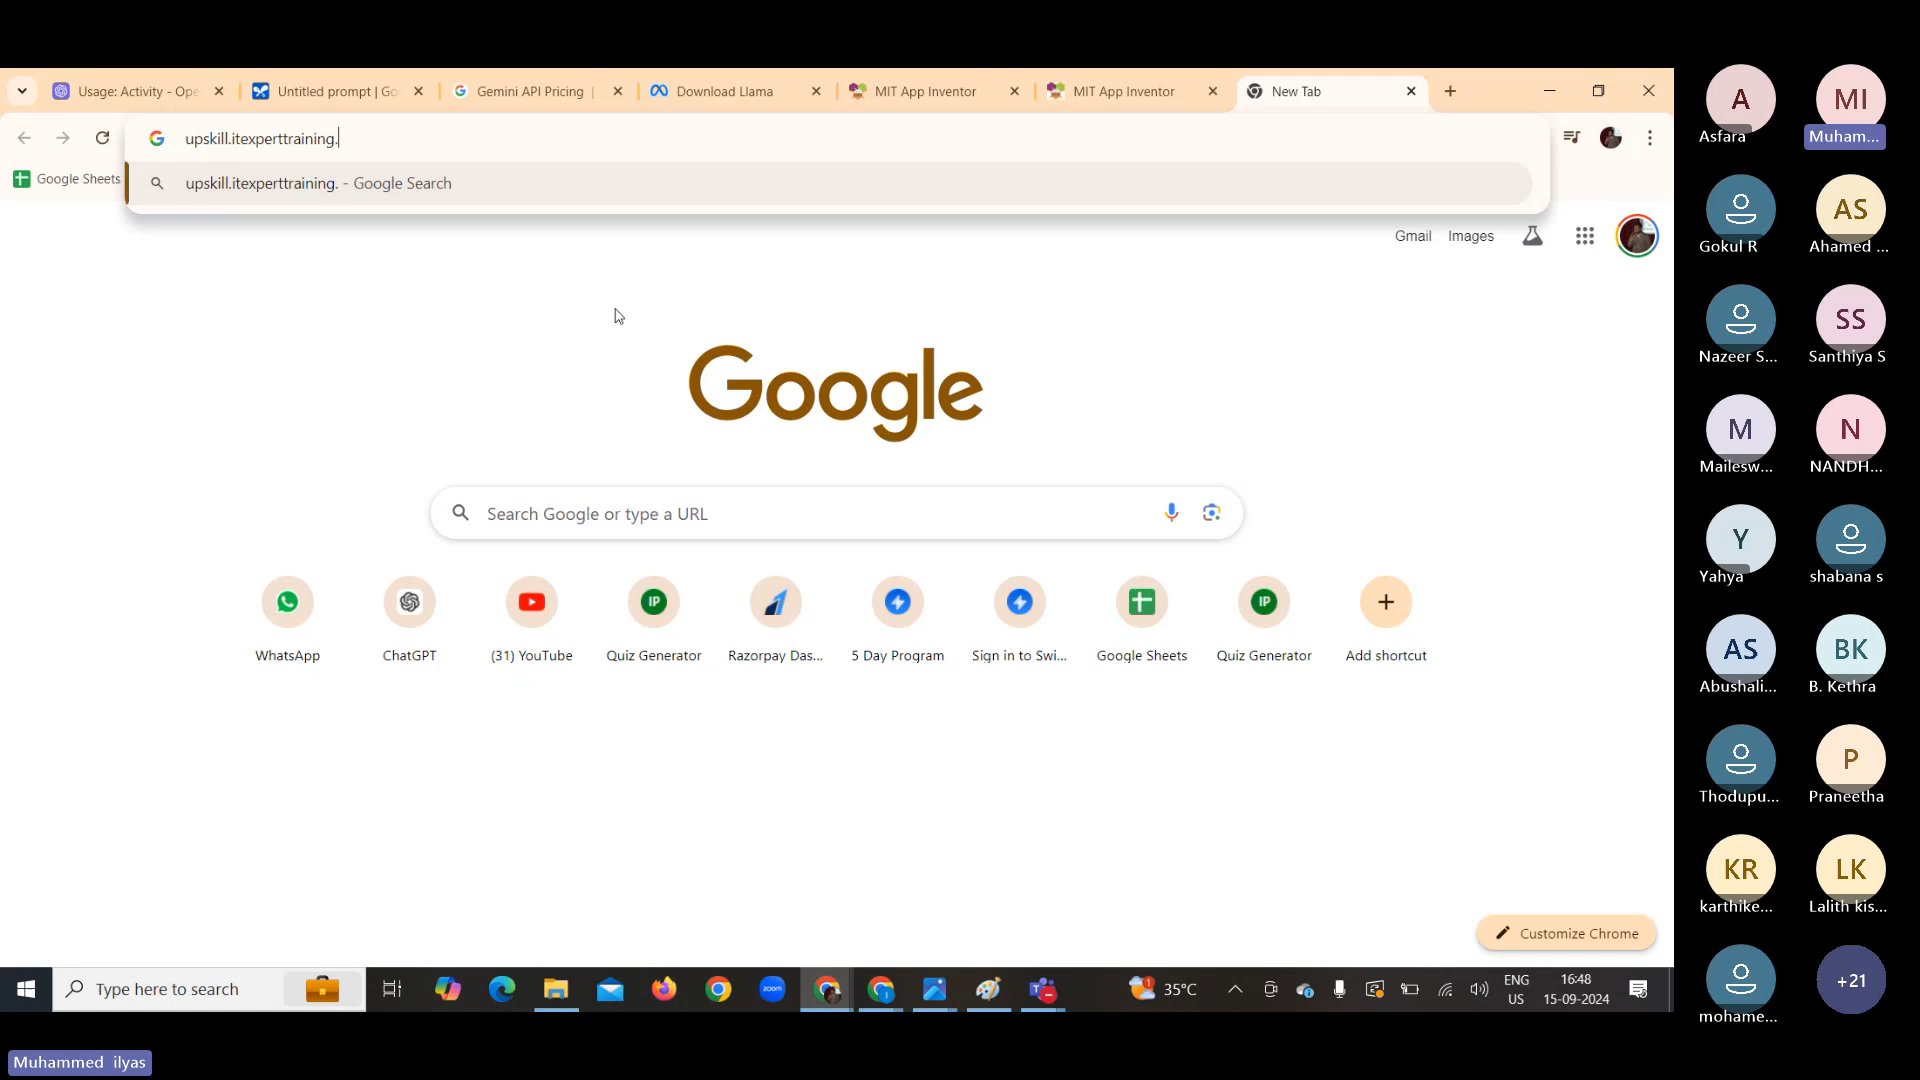 Usage: Activity - Ope
Untitled prompt | Go
Gemini API Pricing |
Download Llama
MIT App Inventor
MIT App Inventor
New Tab
upskill.itexperttraining.
Google Sheets
upskill.itexperttraining. - Google Search
Gmail
Images
Google
Search Google or type a URL
IP
IP
WhatsApp
ChatGPT
(31) YouTube
Quiz Generator
Razorpay Das...
5 Day Program
Sign in to Swi...
Google Sheets
Quiz Generator
Add shortcut
Customize Chrome
Type here to search
zoom
1
35°C
ENG
US
16:48
15-09-2024
A
Asfara
MI
Muham...
Gokul R
AS
Ahamed ...
Nazeer S...
SS
Santhiya S
M
Mailesw...
N
NANDH...
Y
Yahya
shabana s
AS
Abushali...
BK
B. Kethra
Thodupu...
P
Praneetha
KR
karthike...
LK
Lalith kis...
mohame...
+21
Muhammed ilyas